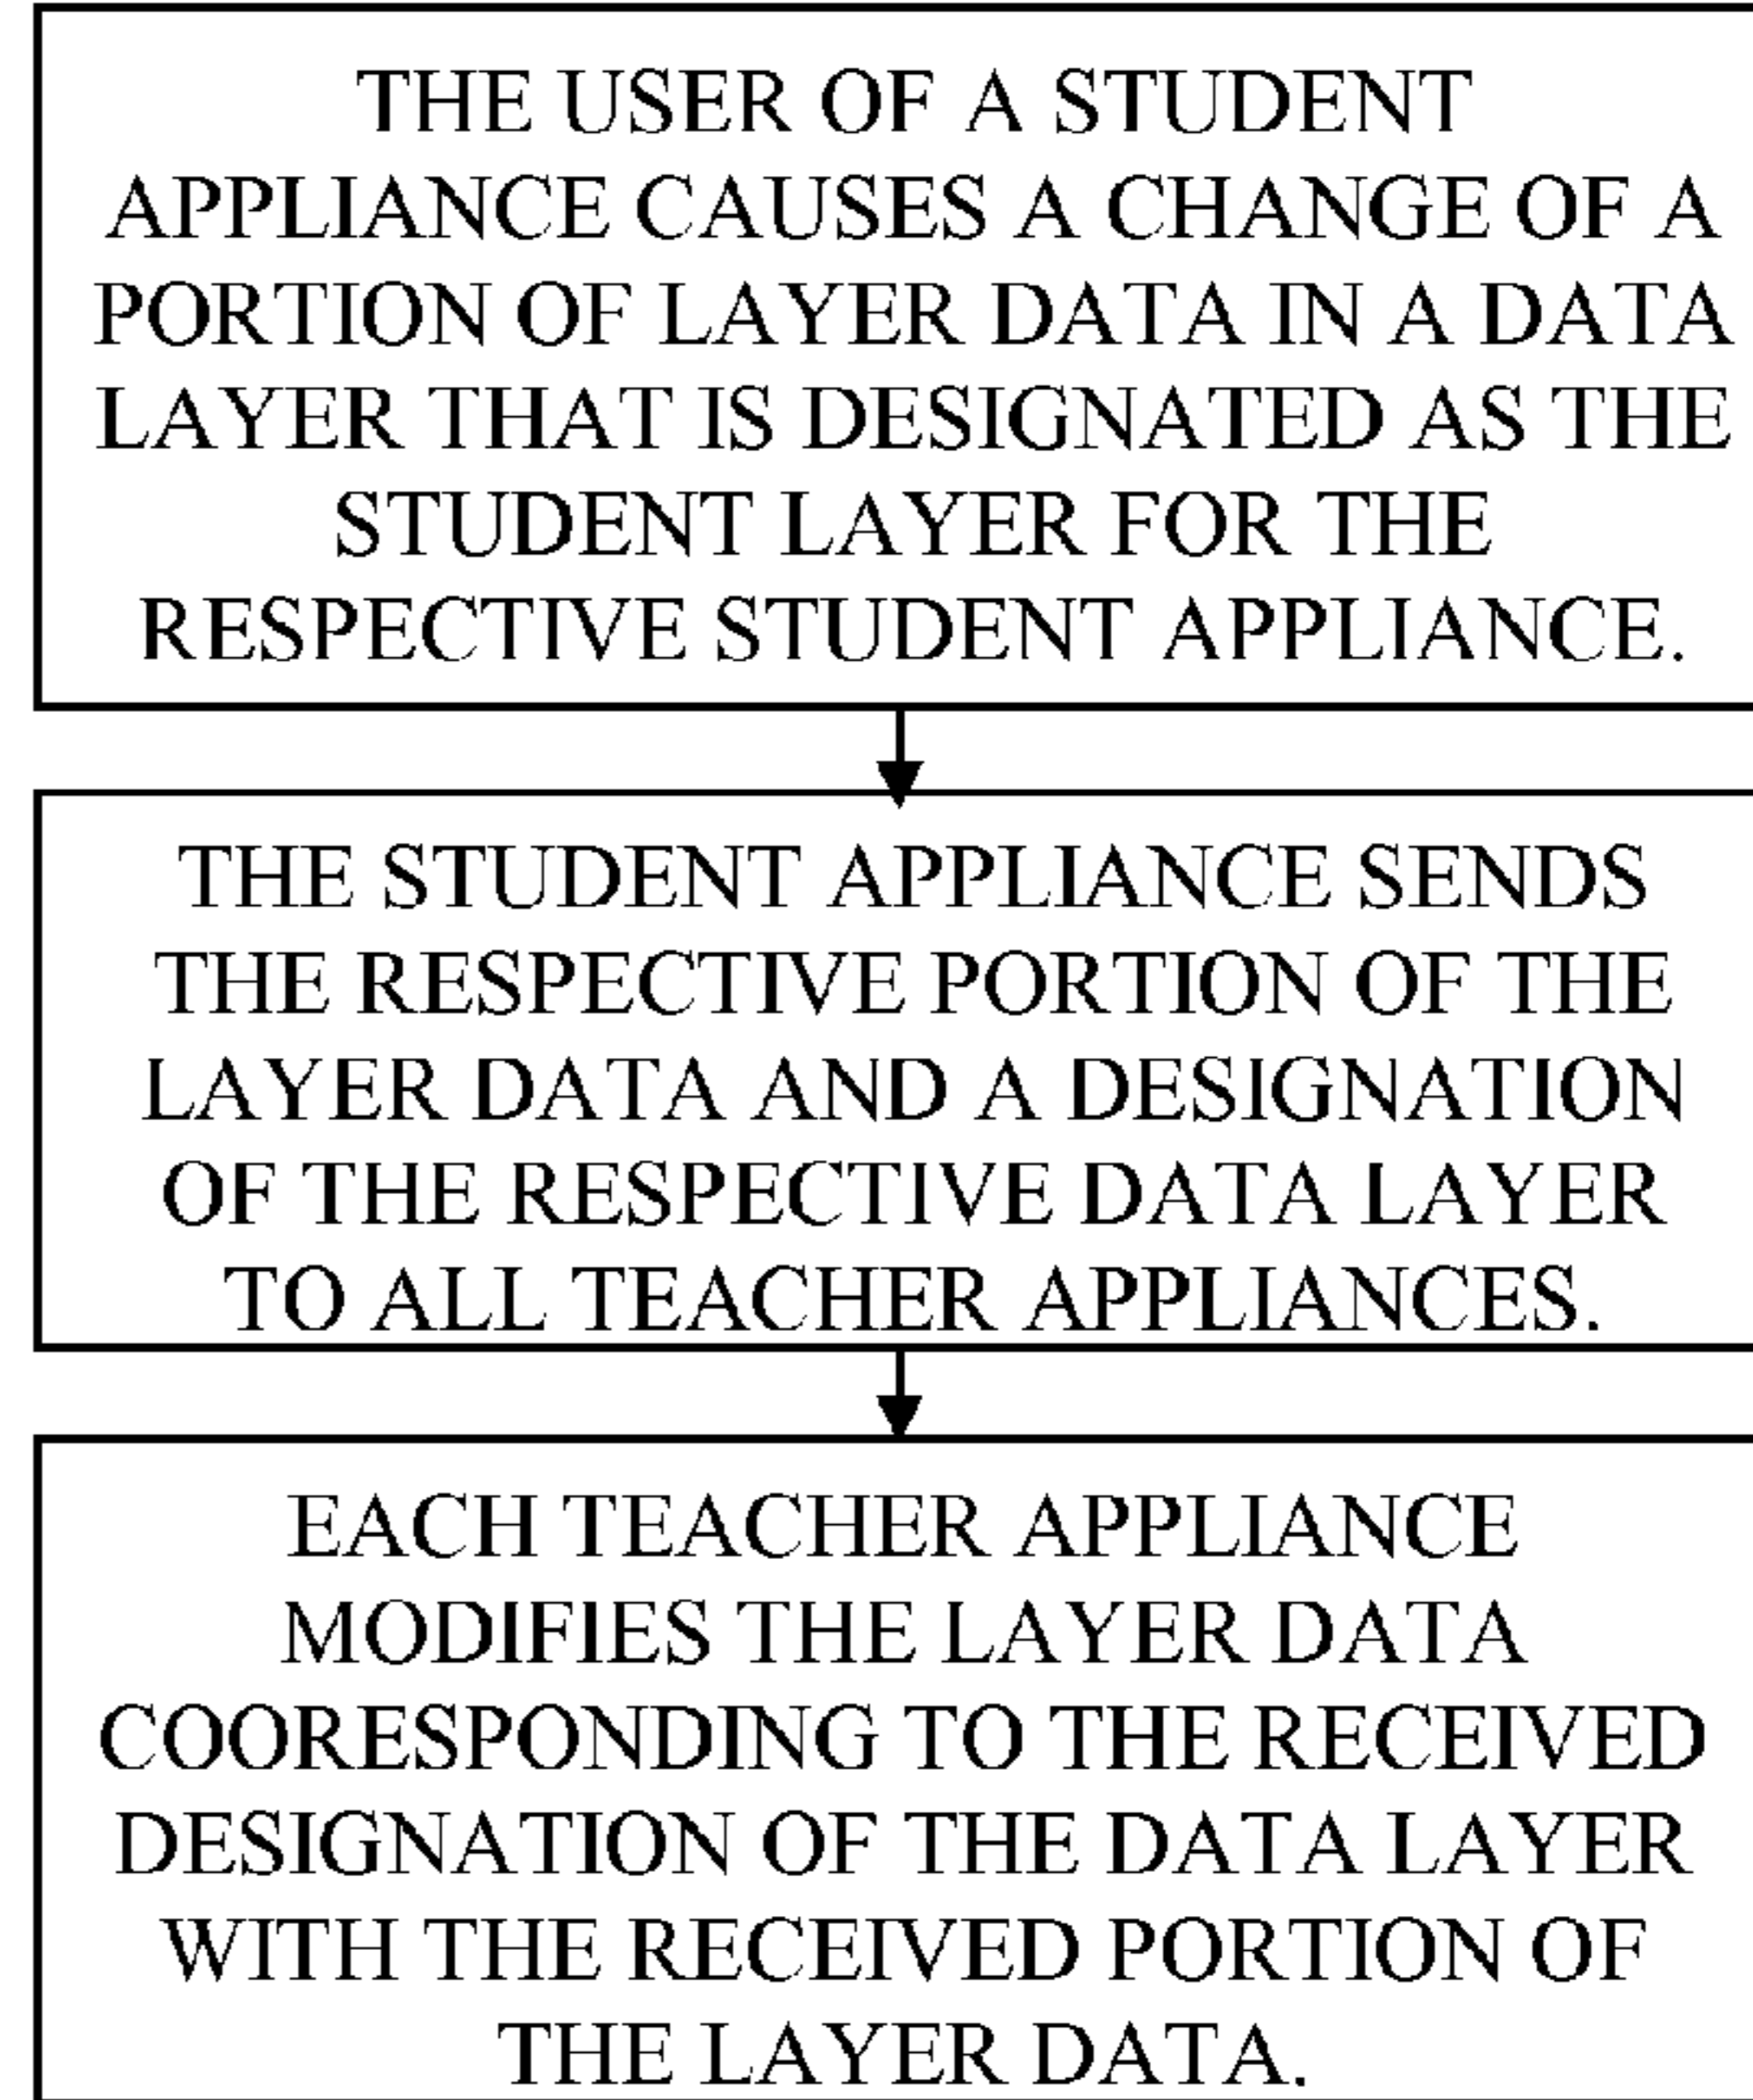 THE USER OF A STUDENT
APPLIANCE CAUSES A CHANGE OF A
PORTION OF LAYER DATA IN A DATA
LAYER THAT IS DESIGNATED AS THE
STUDENT LAYER FOR THE
RESPECTIVE STUDENT APPLIANCE.
THE STUDENT APPLIANCE SENDS
THE RESPECTIVE PORTION OF THE
LAYER DATA AND A DESIGNATION
OF THE RESPECTIVE DATA LAYER
TO ALL TEACHER APPLIANCES.
EACH TEACHER APPLIANCE
MODIFIES THE LAYER DATA
COORESPONDING TO THE RECEIVED
DESIGNATION OF THE DATA LAYER
WITH THE RECEIVED PORTION OF
THE LAYER DATA.